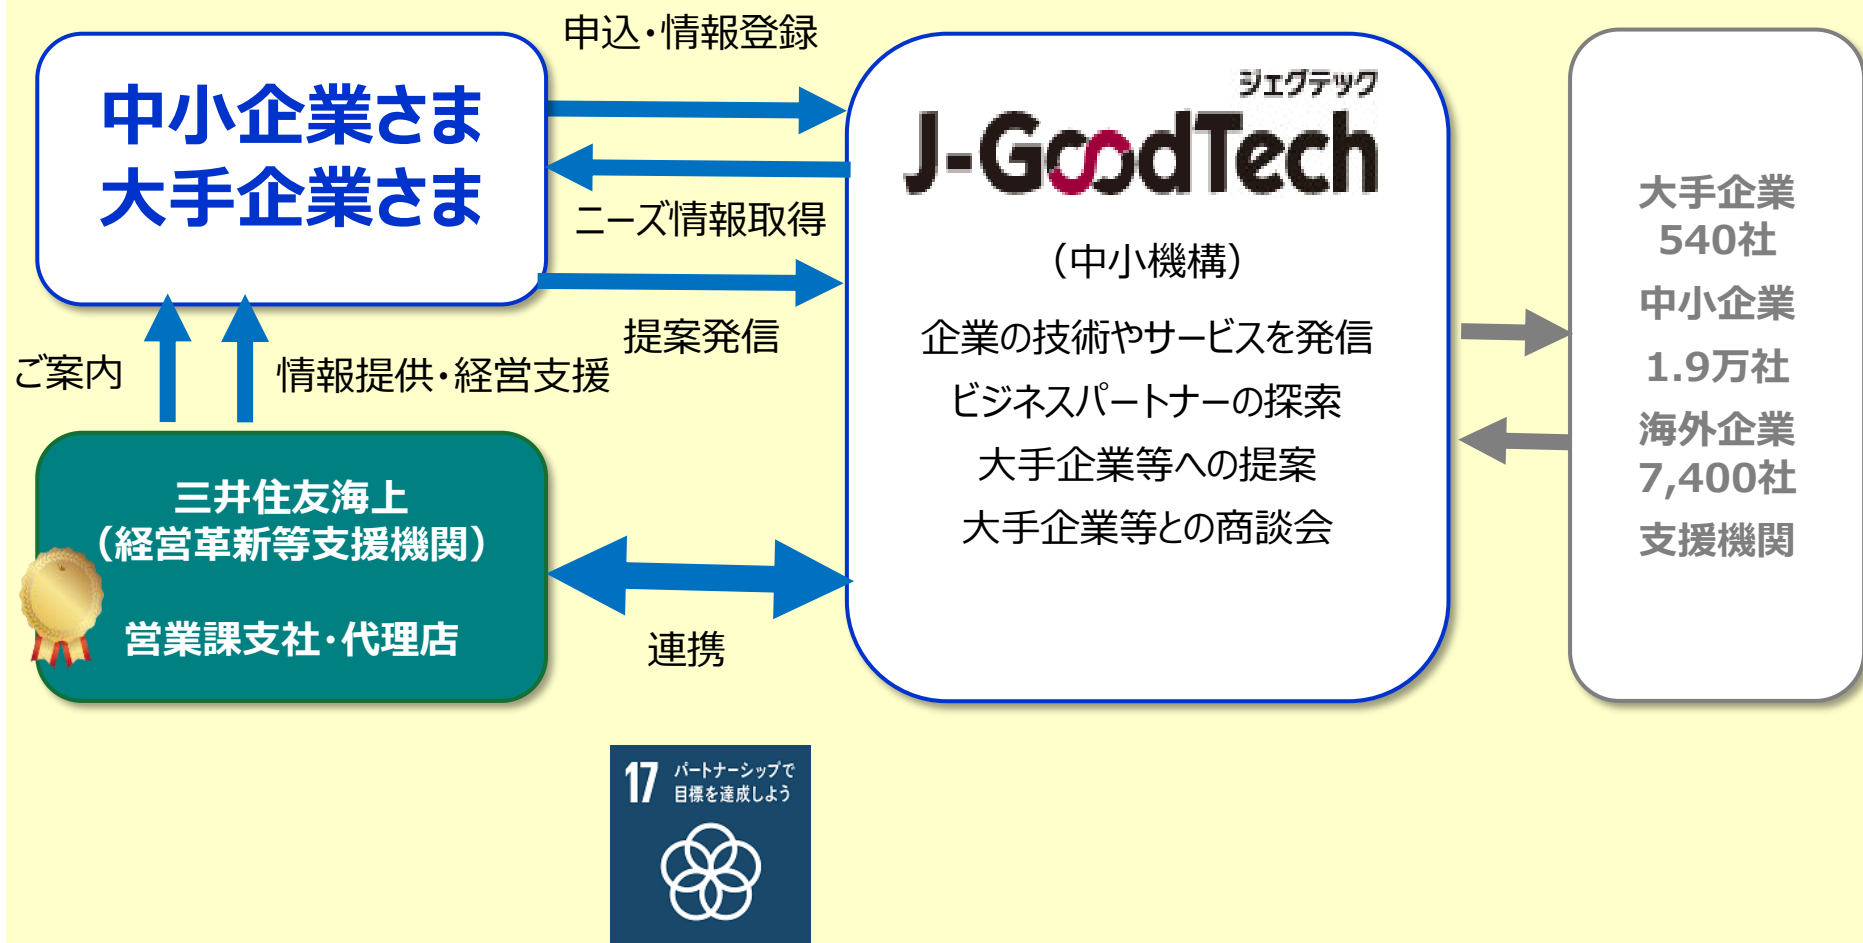 申込・情報登録
中小企業さま
大手企業さま
ニーズ情報取得
提案発信
ご案内
情報提供・経営支援
三井住友海上
（経営革新等支援機関）
営業課支社・代理店
連携
ジェグテック
J-GoodTech
（中小機構）
企業の技術やサービスを発信
ビジネスパートナーの探索
大手企業等への提案
大手企業等との商談会
大手企業
540社
中小企業
1.9万社
海外企業
7,400社
支援機関
17 パートナーシップで
目標を達成しよう